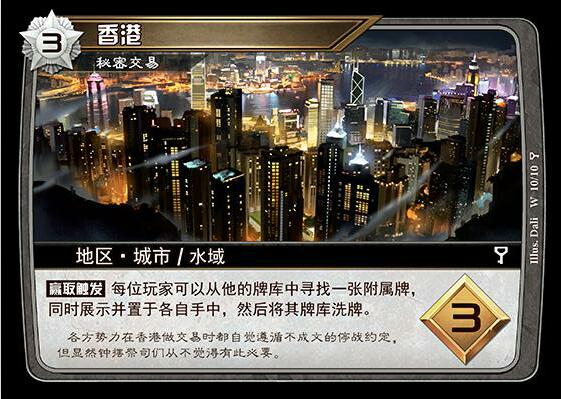 3
香港
秘密交易
地区·城市 / 水域
赢取触发 每位玩家可以从他的牌库中寻找一张附属牌，
同时展示并置于各自手中，然后将其牌库洗牌。
3
各方势力在香港做交易时都自觉遵循不成文的停战约定，
但显然钟摆祭司们从不觉得有此必要。
Illus. Dali W 10/10